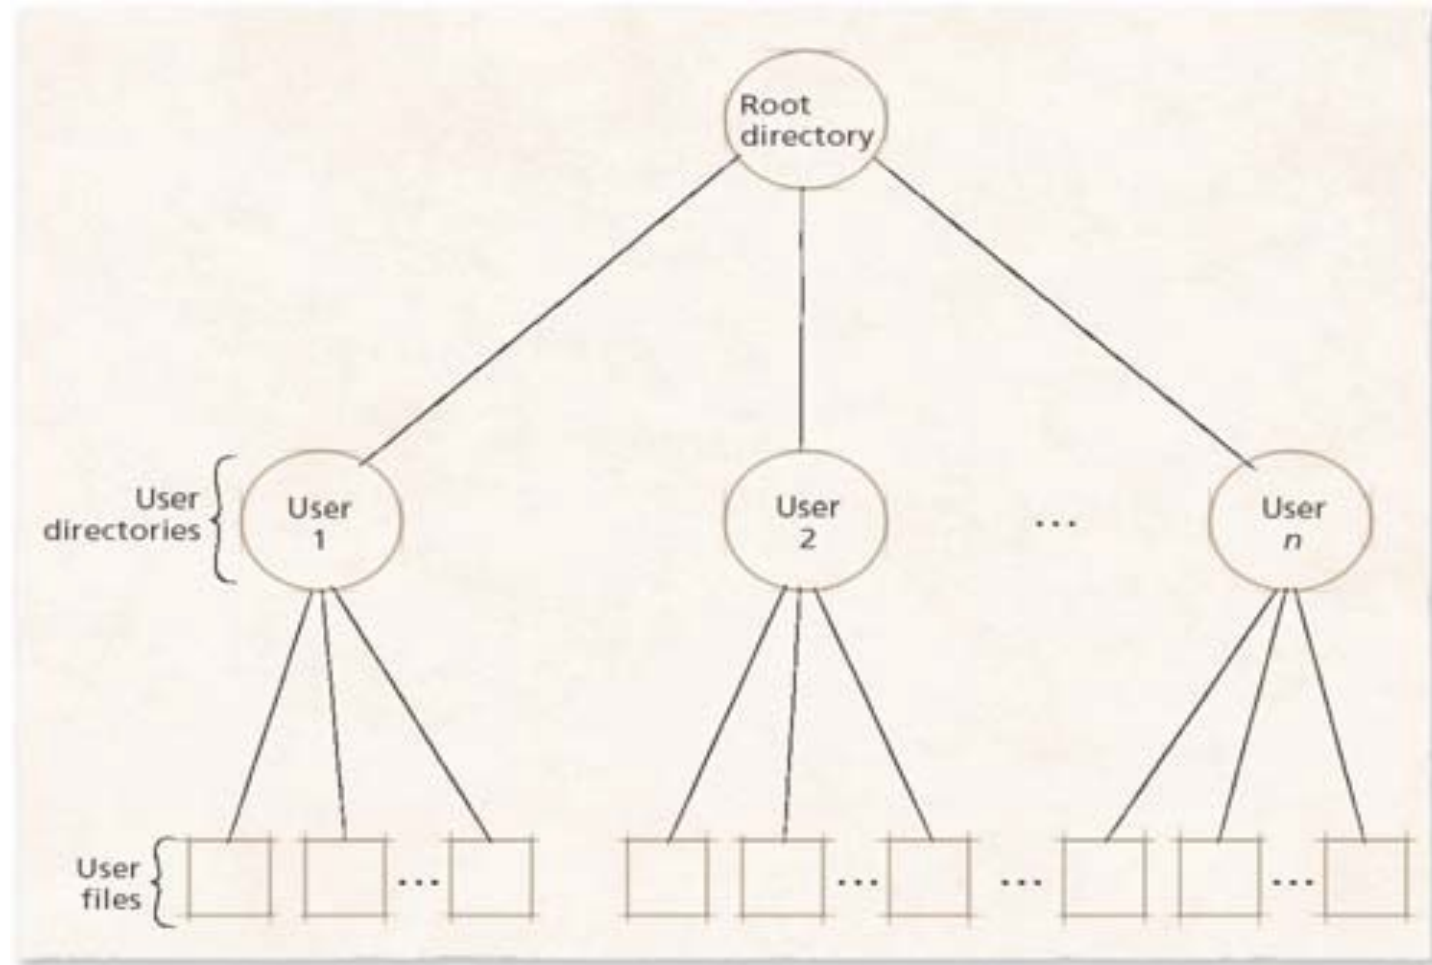 Root
directory
User
directories
User
1
User
2
...
User
n
User
files
...
...
...
...